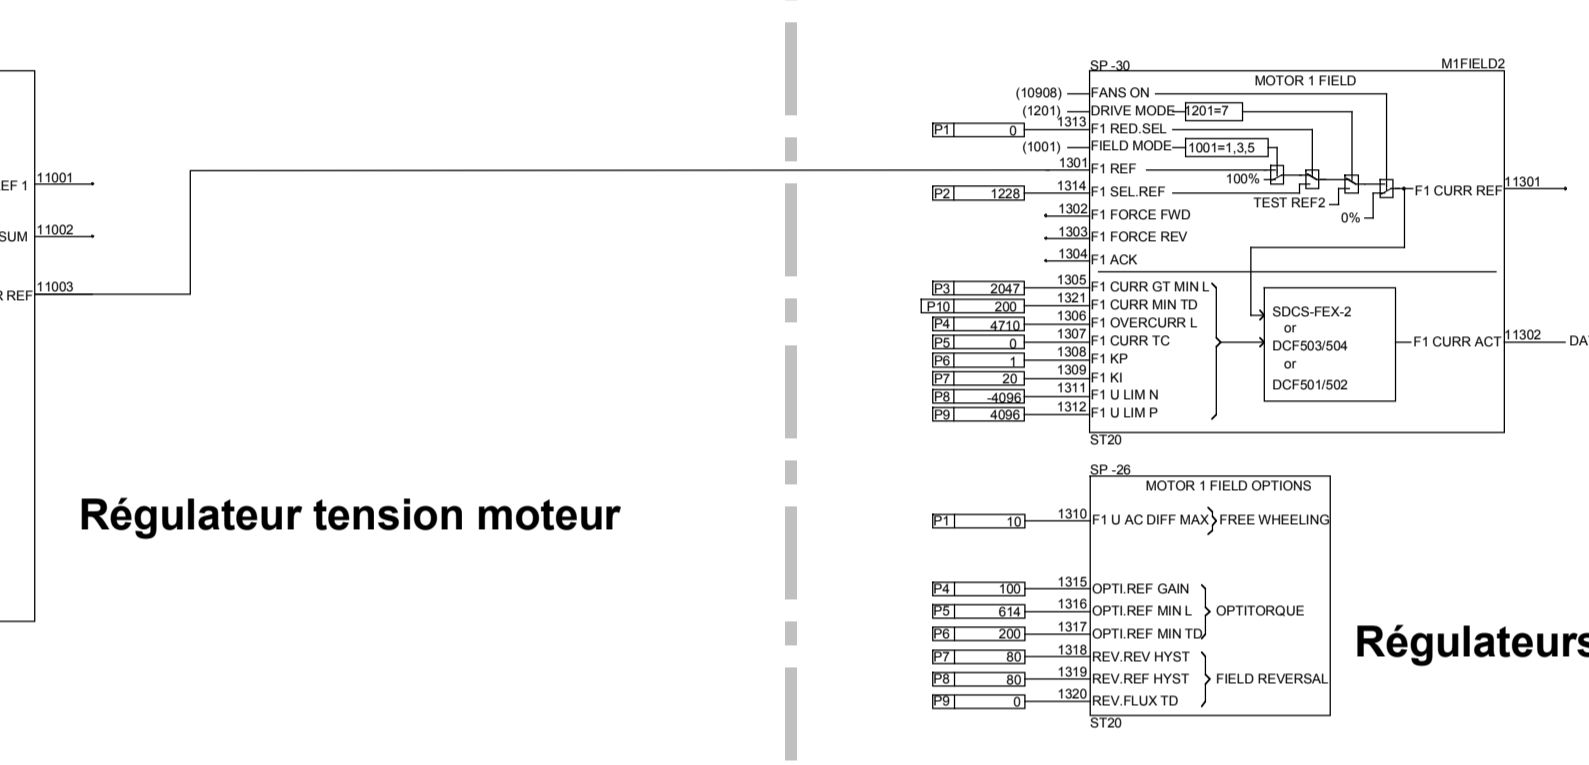 EF 1 11001
SUM 11002
REF 11003
Régulateur tension moteur
SP -30 M1FIELD2
MOTOR 1 FIELD
(10908) FANS ON
(1201) DRIVE MODE 1201=7
P1 0 1313 F1 RED.SEL
(1001) FIELD MODE 1001=1,3,5
1301 F1 REF
100%
P2 1228 1314 F1 SEL.REF
TEST REF2
0%
F1 CURR REF 11301
1302 F1 FORCE FWD
1303 F1 FORCE REV
1304 F1 ACK
P3 2047 1305 F1 CURR GT MIN L
P10 200 1321 F1 CURR MIN TD
P4 4710 1306 F1 OVERCURR L
P5 0 1307 F1 CURR TC
P6 1 1308 F1 KP
P7 20 1309 F1 KI
P8 -4096 1311 F1 U LIM N
P9 4096 1312 F1 U LIM P
SDCS-FEX-2
or
DCF503/504
or
DCF501/502
F1 CURR ACT 11302 DA
ST20
SP -26
MOTOR 1 FIELD OPTIONS
P1 10 1310 F1 U AC DIFF MAX FREE WHEELING
P4 100 1315 OPTI.REF GAIN
P5 614 1316 OPTI.REF MIN L OPTITORQUE
P6 200 1317 OPTI.REF MIN TD
P7 80 1318 REV.REV HYST
P8 80 1319 REV.REF HYST FIELD REVERSAL
P9 0 1320 REV.FLUX TD
ST20
Régulateurs